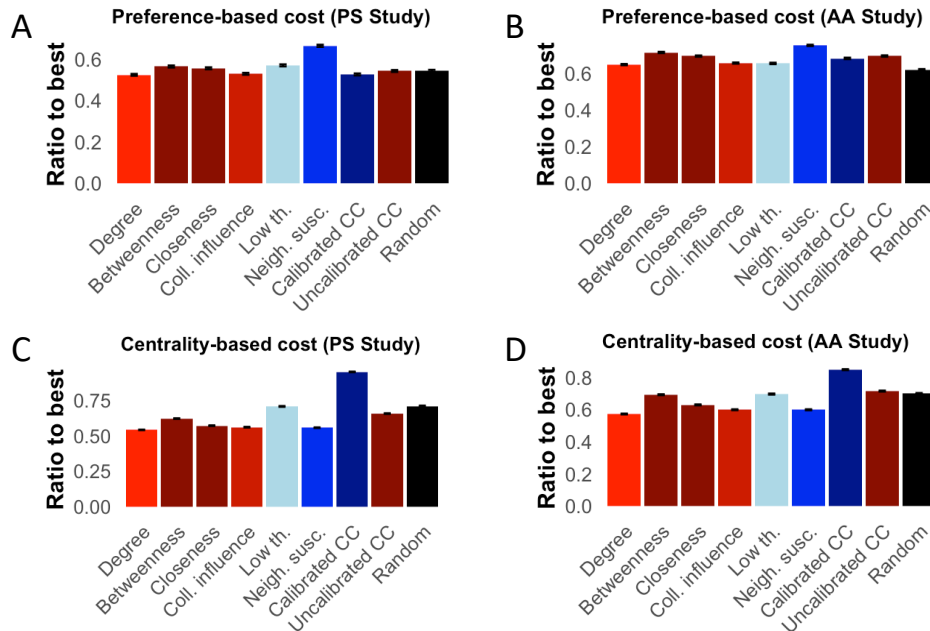 A
Preference-based cost (PS Study)
Ratio to best
0.6
0.4
0.2
0.0
Degree
Betweenness
Closeness
Coll. influence
Low th.
Neigh. susc.
Calibrated CC
Uncalibrated CC
Random
B
Preference-based cost (AA Study)
Ratio to best
0.6
0.4
0.2
0.0
Degree
Betweenness
Closeness
Coll. influence
Low th.
Neigh. susc.
Calibrated CC
Uncalibrated CC
Random
C
Centrality-based cost (PS Study)
Ratio to best
0.75
0.50
0.25
0.00
Degree
Betweenness
Closeness
Coll. influence
Low th.
Neigh. susc.
Calibrated CC
Uncalibrated CC
Random
D
Centrality-based cost (AA Study)
Ratio to best
0.8
0.6
0.4
0.2
0.0
Degree
Betweenness
Closeness
Coll. influence
Low th.
Neigh. susc.
Calibrated CC
Uncalibrated CC
Random